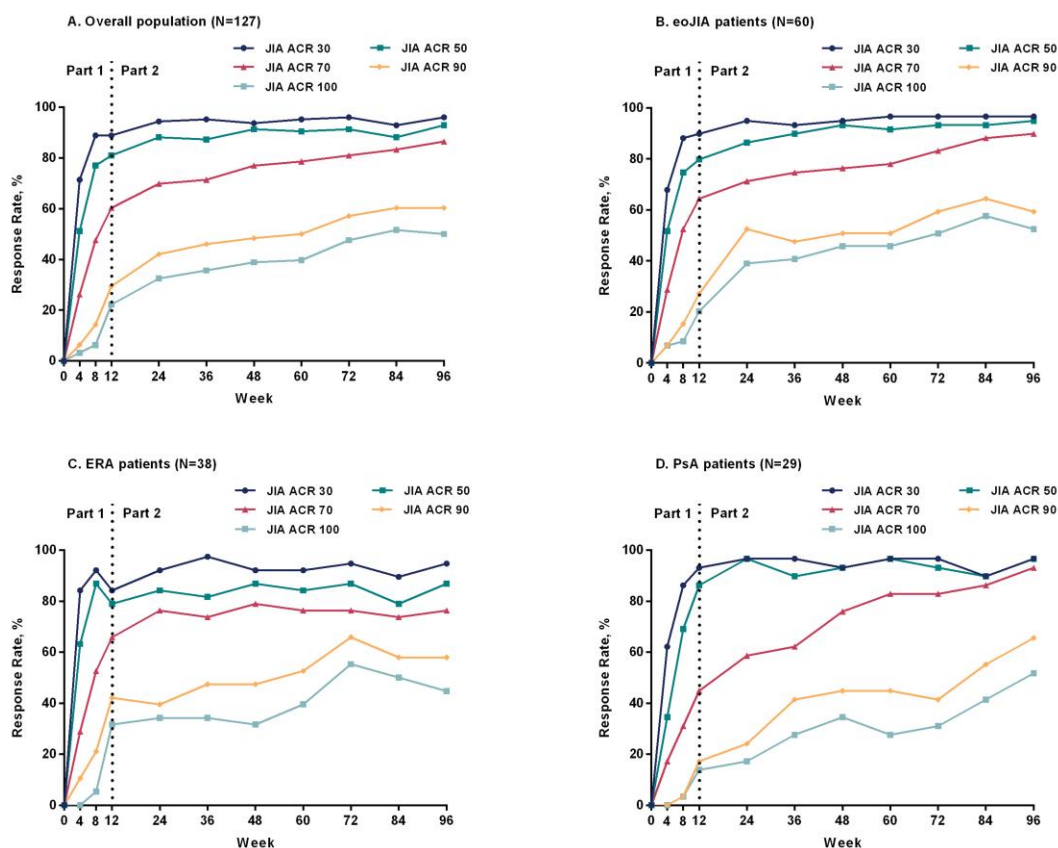 A. Overall population (N=127)
JIA ACR 30
JIA ACR 50
JIA ACR 70
JIA ACR 90
JIA ACR 100
Part 1
Part 2
Response Rate, %
100
80
60
40
20
0
0 4 8 12 24 36 48 60 72 84 96
Week
B. eoJIA patients (N=60)
JIA ACR 30
JIA ACR 50
JIA ACR 70
JIA ACR 90
JIA ACR 100
Part 1
Part 2
Response Rate, %
100
80
60
40
20
0
0 4 8 12 24 36 48 60 72 84 96
Week
C. ERA patients (N=38)
JIA ACR 30
JIA ACR 50
JIA ACR 70
JIA ACR 90
JIA ACR 100
Part 1
Part 2
Response Rate, %
100
80
60
40
20
0
0 4 8 12 24 36 48 60 72 84 96
Week
D. PsA patients (N=29)
JIA ACR 30
JIA ACR 50
JIA ACR 70
JIA ACR 90
JIA ACR 100
Part 1
Part 2
Response Rate, %
100
80
60
40
20
0
0 4 8 12 24 36 48 60 72 84 96
Week